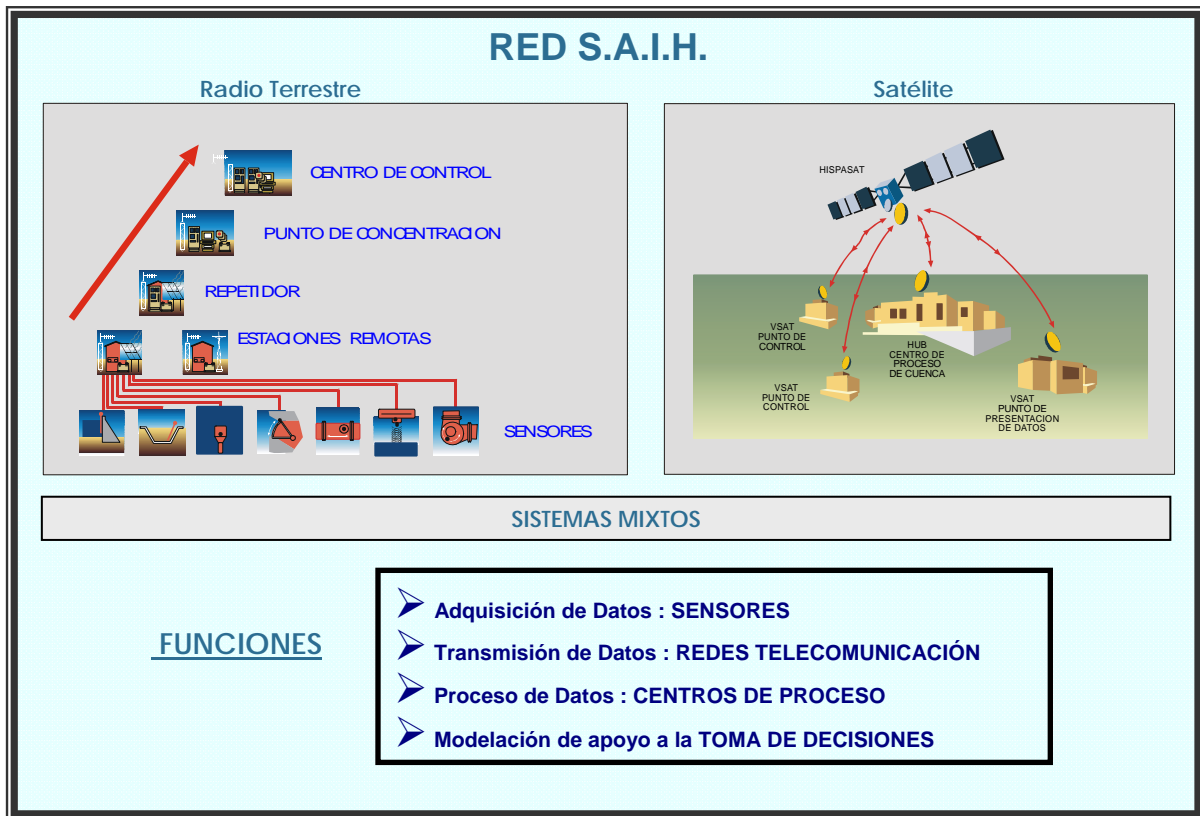 RED S.A.I.H.
Radio Terrestre
CENTRO DE CONTROL
PUNTO DE CONCENTRACION
REPETIDOR
ESTACIONES REMOTAS
SENSORES
Satélite
HISPASAT
VSAT
PUNTO DE
CONTROL
VSAT
PUNTO DE
CONTROL
HUB
CENTRO DE
PROCESO
DE CUENCA
VSAT
PUNTO DE
PRESENTACION
DE DATOS
SISTEMAS MIXTOS
FUNCIONES
➢ Adquisición de Datos : SENSORES
➢ Transmisión de Datos : REDES TELECOMUNICACIÓN
➢ Proceso de Datos : CENTROS DE PROCESO
➢ Modelación de apoyo a la TOMA DE DECISIONES